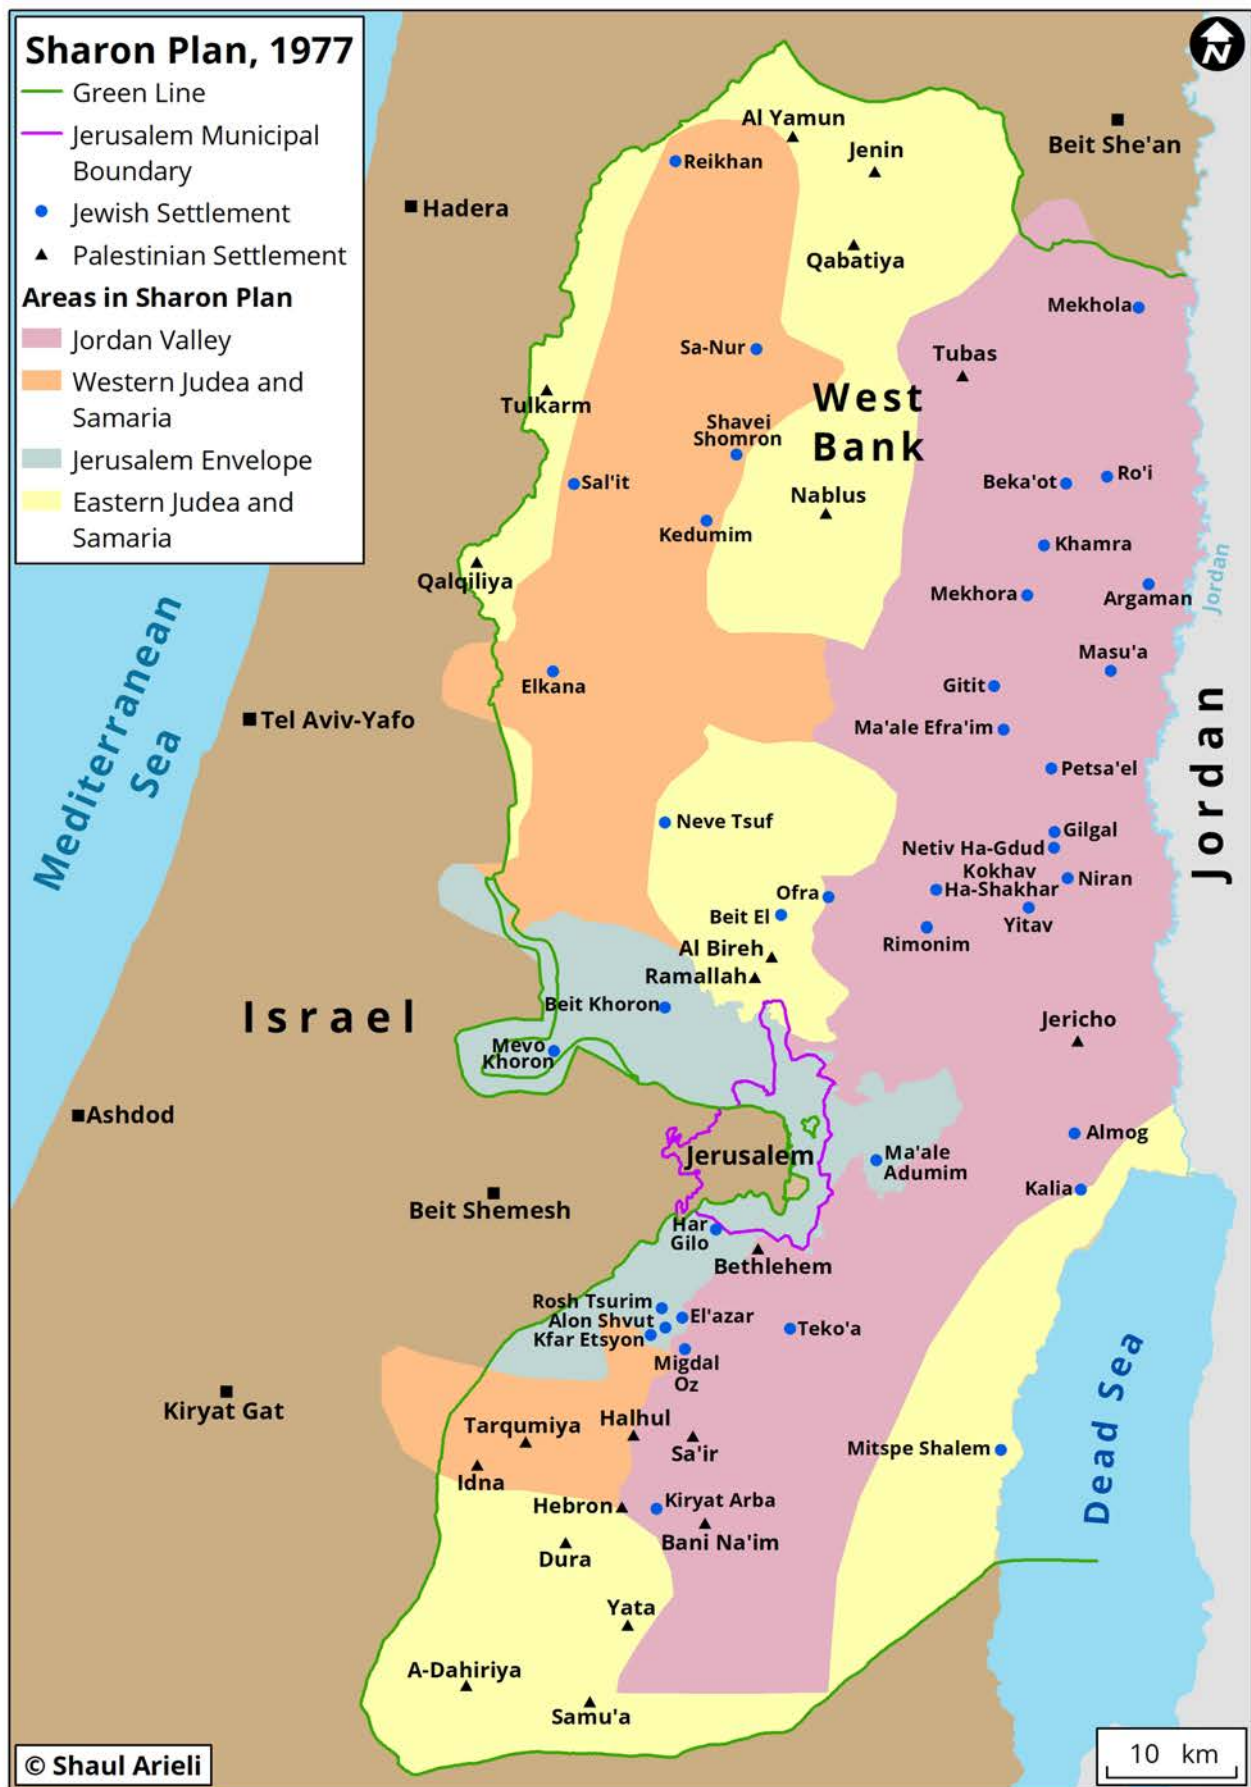 Sharon Plan, 1977
Green Line
Jerusalem Municipal
Boundary
Jewish Settlement
Palestinian Settlement
Areas in Sharon Plan
Jordan Valley
Western Judea and
Samaria
Jerusalem Envelope
Eastern Judea and
Samaria
N
Al Yamun
Jenin
Beit She'an
Reikhan
Hadera
Qabatiya
Mekhola
Sa-Nur
Tubas
West
Bank
Tulkarm
Shavei
Shomron
Sal'it
Beka'ot
Ro'i
Nablus
Kedumim
Khamra
Qalqiliya
Mekhora
Argaman
Jordan
Mediterranean
Sea
Masu'a
Elkana
Gitit
Tel Aviv-Yafo
Ma'ale Efra'im
Petsa'el
Jordan
Neve Tsuf
Gilgal
Netiv Ha-Gdud
Kokhav
Ha-Shakhar
Niran
Ofra
Beit El
Yitav
Rimonim
Al Bireh
Ramallah
Israel
Beit Khoron
Jericho
Mevo
Khoron
Ashdod
Almog
Jerusalem
Ma'ale
Adumim
Kalia
Beit Shemesh
Har
Gilo
Bethlehem
Rosh Tsurim
El'azar
Alon Shvut
Teko'a
Kfar Etsyon
Migdal
Oz
Dead Sea
Kiryat Gat
Tarqumiya
Halhul
Sa'ir
Mitspe Shalem
Idna
Hebron
Kiryat Arba
Bani Na'im
Dura
Yata
A-Dahiriya
Samu'a
© Shaul Arieli
10 km